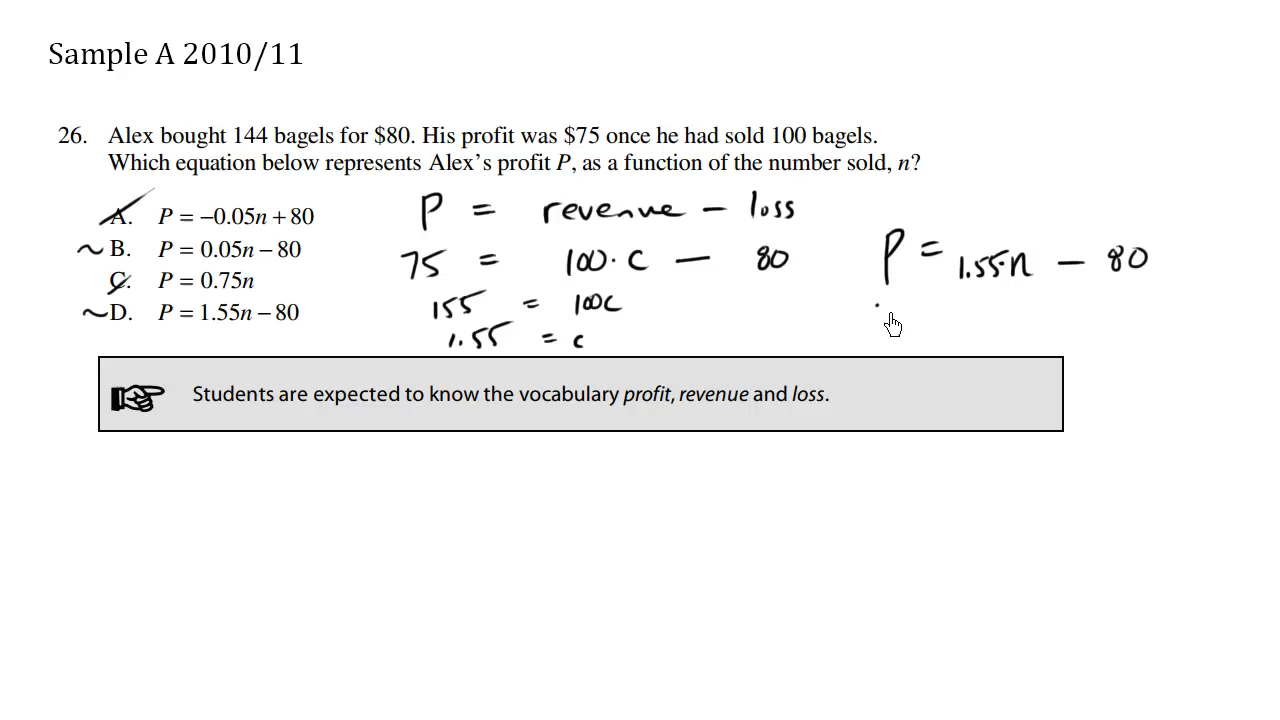 Sample A 2010/11
26. Alex bought 144 bagels for $80. His profit was $75 once he had sold 100 bagels.
Which equation below represents Alex's profit P, as a function of the number sold, n?
A. P = −0.05n + 80
~ B. P = 0.05n − 80
C. P = 0.75n
~ D. P = 1.55n − 80
P = revenue − loss
75 = 100 · c − 80
155 = 100c
1.55 = c
P = 1.55·n − 80
Students are expected to know the vocabulary profit, revenue and loss.